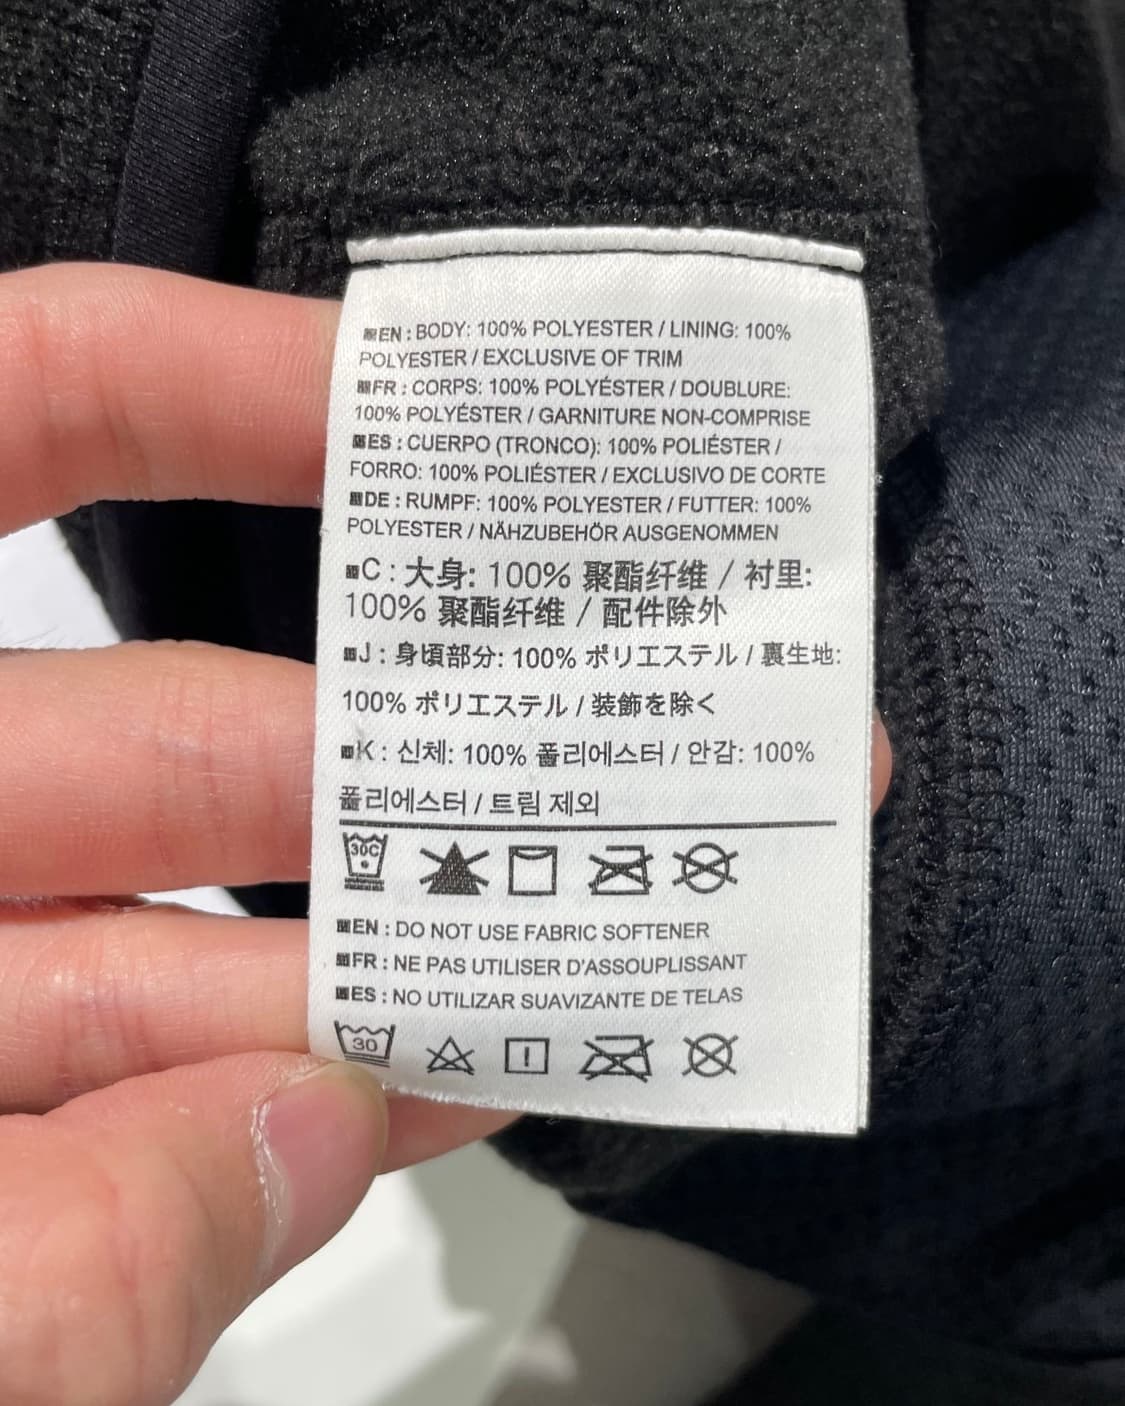 EN : BODY: 100% POLYESTER / LINING: 100%
POLYESTER / EXCLUSIVE OF TRIM
FR : CORPS: 100% POLYÉSTER / DOUBLURE:
100% POLYÉSTER / GARNITURE NON-COMPRISE
ES : CUERPO (TRONCO): 100% POLIÉSTER /
FORRO: 100% POLIÉSTER / EXCLUSIVO DE CORTE
DE : RUMPF: 100% POLYESTER / FUTTER: 100%
POLYESTER / NÄHZUBEHÖR AUSGENOMMEN
C : 大身: 100% 聚酯纤维 / 衬里:
100% 聚酯纤维 / 配件除外
J : 身頃部分: 100% ポリエステル / 裏生地:
100% ポリエステル / 装飾を除く
K : 신체: 100% 폴리에스터 / 안감: 100%
폴리에스터 / 트림 제외
30C
EN : DO NOT USE FABRIC SOFTENER
FR : NE PAS UTILISER D'ASSOUPLISSANT
ES : NO UTILIZAR SUAVIZANTE DE TELAS
30